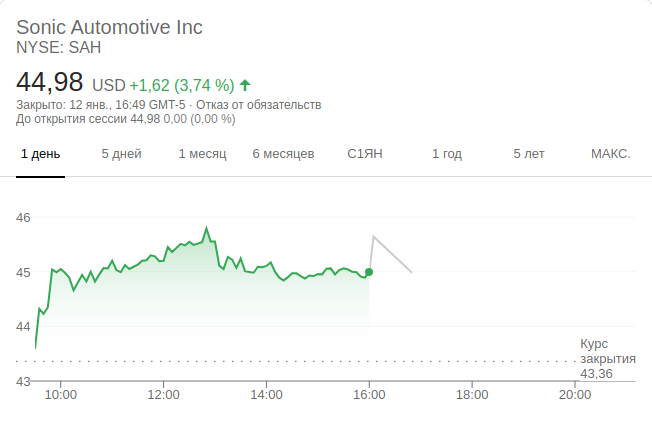 Sonic Automotive Inc
NYSE: SAH
44,98 USD +1,62 (3,74 %)
Закрыто: 12 янв., 16:49 GMT-5 · Отказ от обязательств
До открытия сессии 44,98 0,00 (0,00 %)
1 день 5 дней 1 месяц 6 месяцев С1ЯН 1 год 5 лет МАКС.
46
45
44
Курс
закрытия
43,36
43
10:00 12:00 14:00 16:00 18:00 20:00